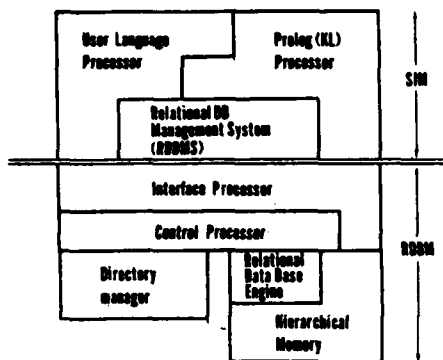 User Language
Processor
Prolog (KL)
Processor
SIM
Relational DB
Management System
(RDBMS)
Interface Processor
Control Processor
RDBM
Directory
manager
Relational
Data Base
Engine
Hierarchical
Memory